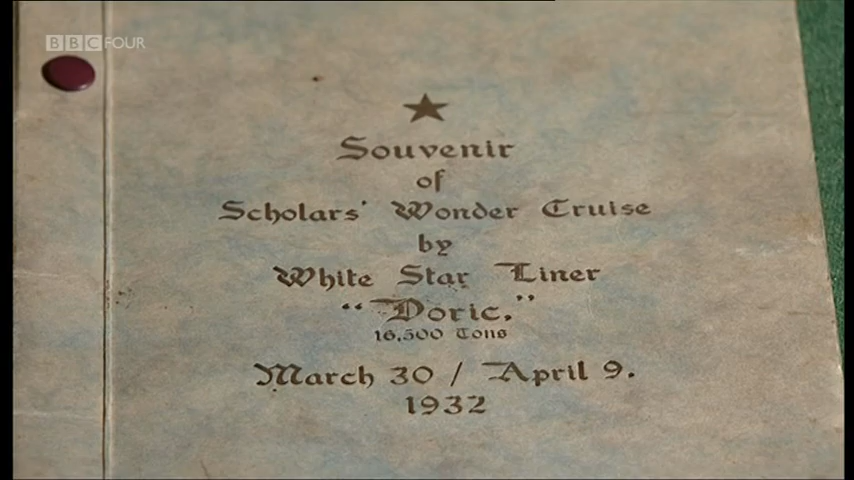 BBC FOUR
Souvenir
of
Scholars' Wonder Cruise
by
White Star Liner
"Doric."
16,500 Tons
March 30 / April 9.
1932